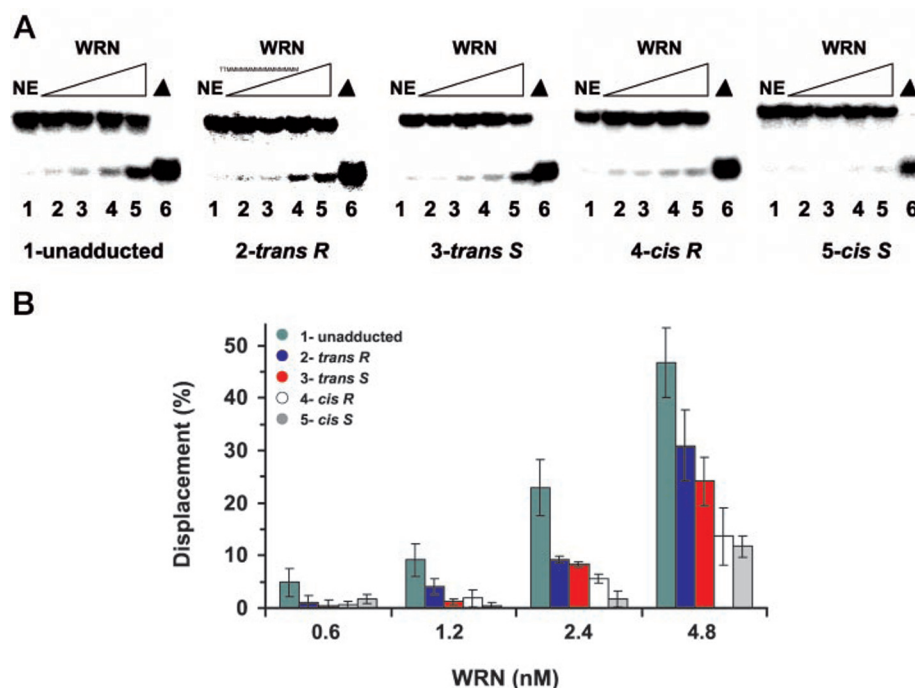 A
WRN WRN WRN WRN WRN
NE NE NE NE NE
1 2 3 4 5 6 1 2 3 4 5 6 1 2 3 4 5 6 1 2 3 4 5 6 1 2 3 4 5 6
1-unadducted 2-trans R 3-trans S 4-cis R 5-cis S
B
1- unadducted
2- trans R
3- trans S
4- cis R
5- cis S
Displacement (%)
50
40
30
20
10
0
0.6 1.2 2.4 4.8
WRN (nM)